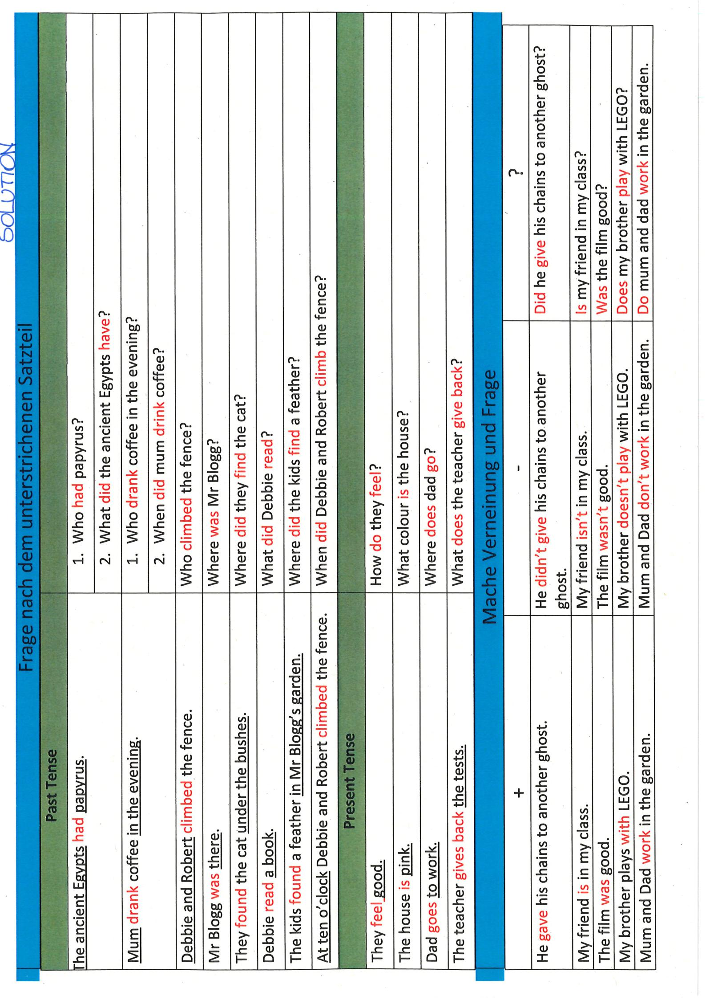 SOLUTION
Frage nach dem unterstrichenen Satzteil
Past Tense
The ancient Egypts had papyrus.
1. Who had papyrus?
2. What did the ancient Egypts have?
Mum drank coffee in the evening.
1. Who drank coffee in the evening?
2. When did mum drink coffee?
Debbie and Robert climbed the fence.
Who climbed the fence?
Mr Blogg was there.
Where was Mr Blogg?
They found the cat under the bushes.
Where did they find the cat?
Debbie read a book.
What did Debbie read?
The kids found a feather in Mr Blogg's garden.
Where did the kids find a feather?
At ten o'clock Debbie and Robert climbed the fence.
When did Debbie and Robert climb the fence?
Present Tense
They feel good.
How do they feel?
The house is pink.
What colour is the house?
Dad goes to work.
Where does dad go?
The teacher gives back the tests.
What does the teacher give back?
Mache Verneinung und Frage
+
-
?
He gave his chains to another ghost.
He didn't give his chains to another
ghost.
Did he give his chains to another ghost?
My friend is in my class.
My friend isn't in my class.
Is my friend in my class?
The film was good.
The film wasn't good.
Was the film good?
My brother plays with LEGO.
My brother doesn't play with LEGO.
Does my brother play with LEGO?
Mum and Dad work in the garden.
Mum and Dad don't work in the garden.
Do mum and dad work in the garden.